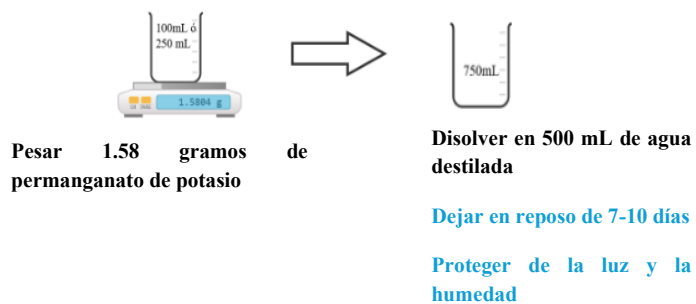 100mL ó
250 mL
1.5804 g
750mL
Pesar 1.58 gramos de
permanganato de potasio
Disolver en 500 mL de agua
destilada
Dejar en reposo de 7-10 días
Proteger de la luz y la
humedad